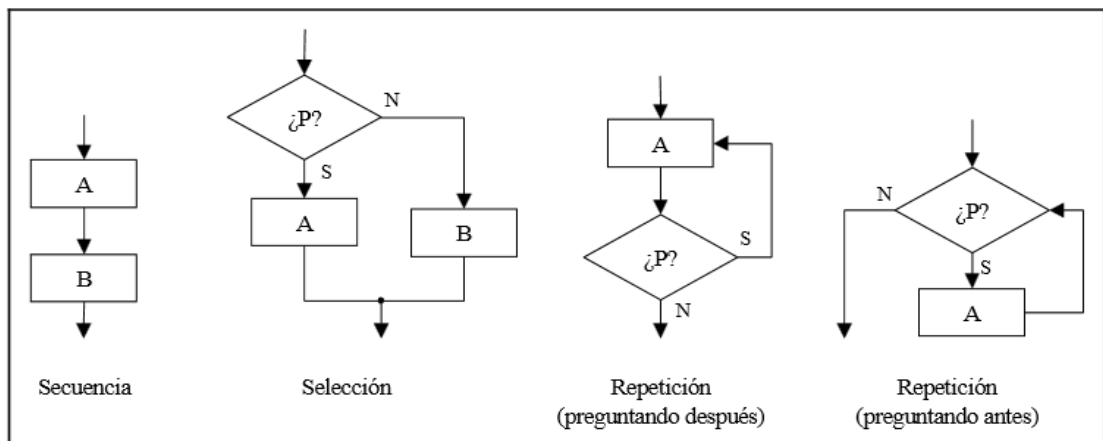 A
B
Secuencia
¿P?
N
S
A
B
Selección
A
¿P?
S
N
Repetición
(preguntando después)
N
¿P?
S
A
Repetición
(preguntando antes)